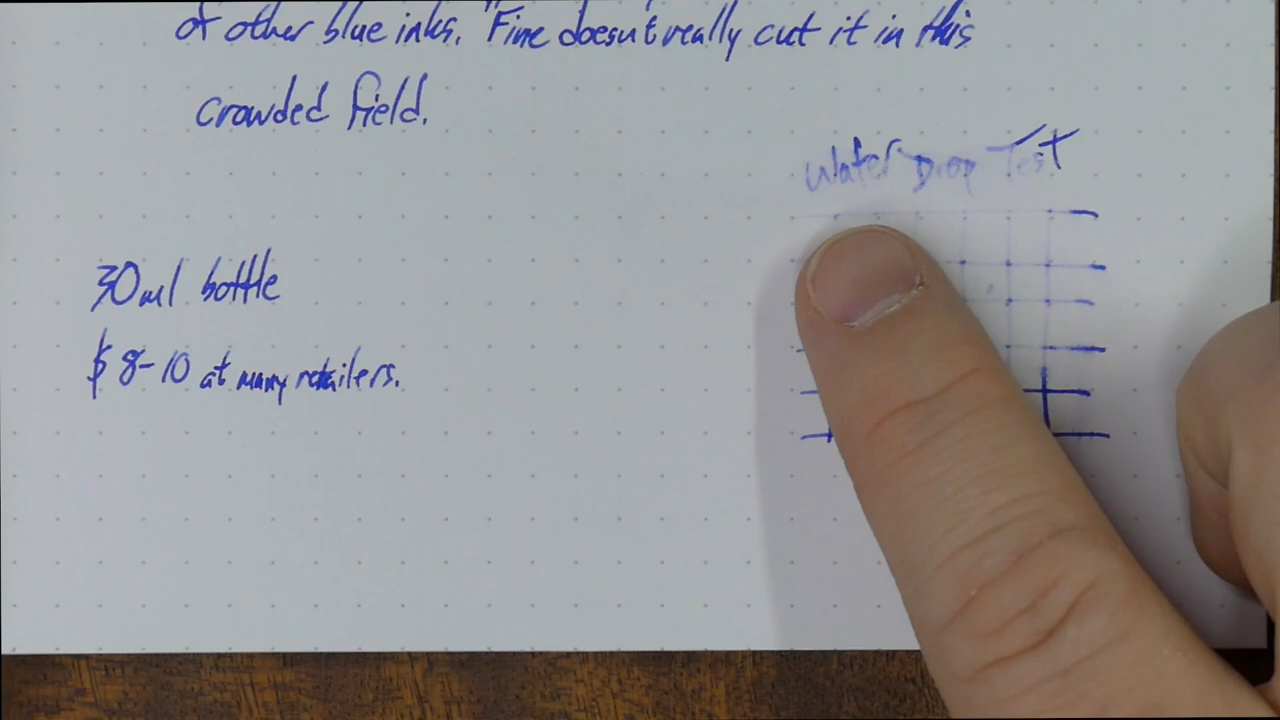 of other blue inks. "Fine doesn't really cut it in this
crowded field.
Water Drop Test
30ml bottle
$8-10 at many retailers.